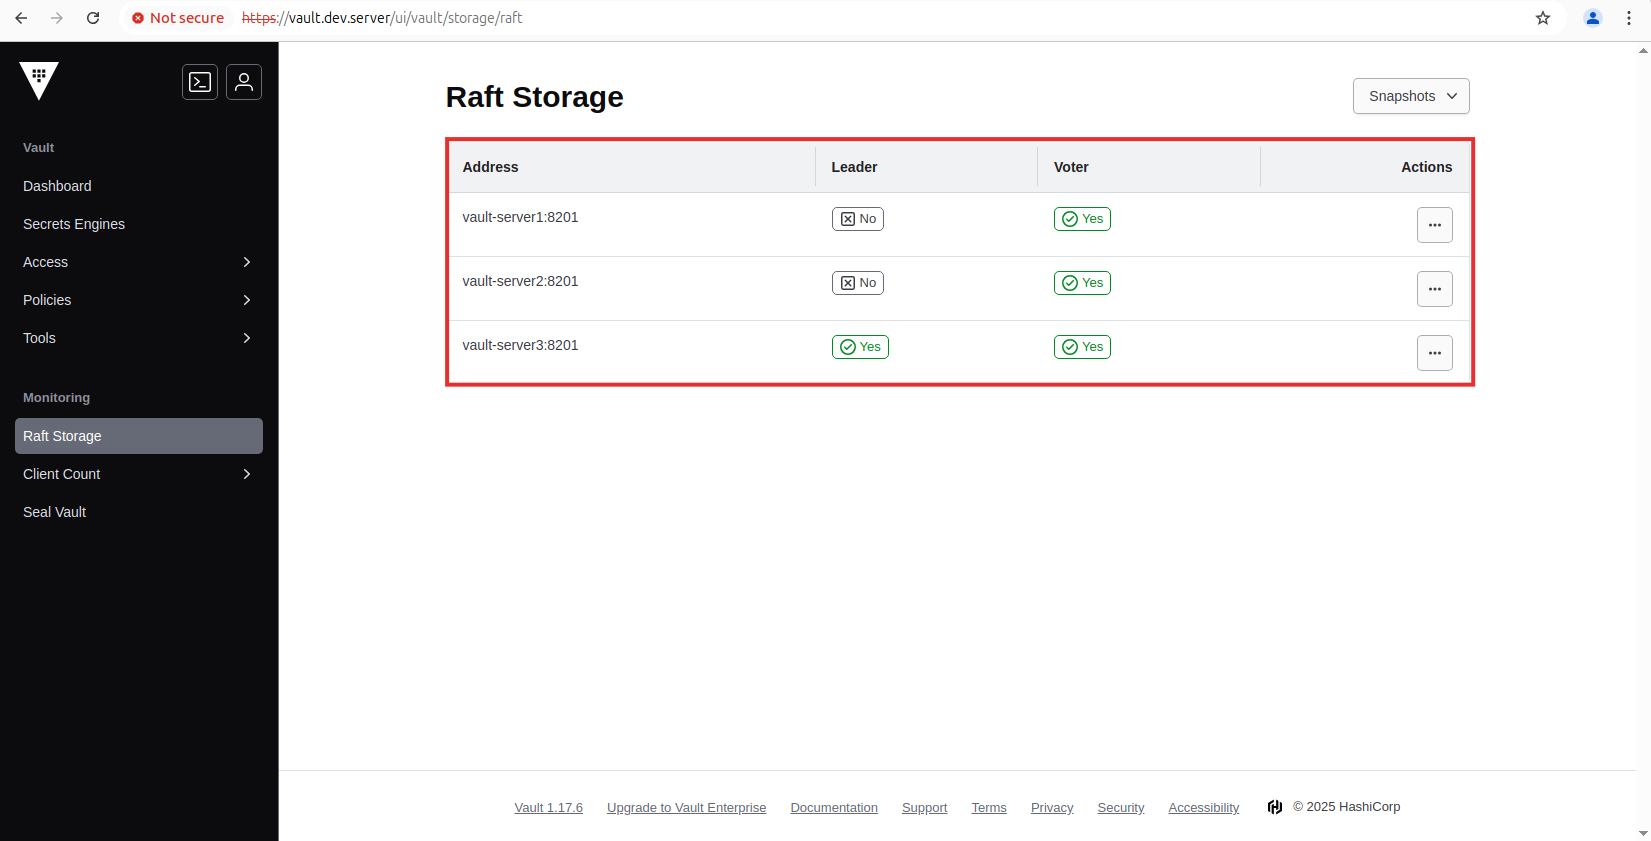 Not secure https://vault.dev.server/ui/vault/storage/raft
Vault
Dashboard
Secrets Engines
Access
Policies
Tools
Monitoring
Raft Storage
Client Count
Seal Vault
Raft Storage
Snapshots
Address Leader Voter Actions
vault-server1:8201 No Yes
vault-server2:8201 No Yes
vault-server3:8201 Yes Yes
Vault 1.17.6 Upgrade to Vault Enterprise Documentation Support Terms Privacy Security Accessibility © 2025 HashiCorp